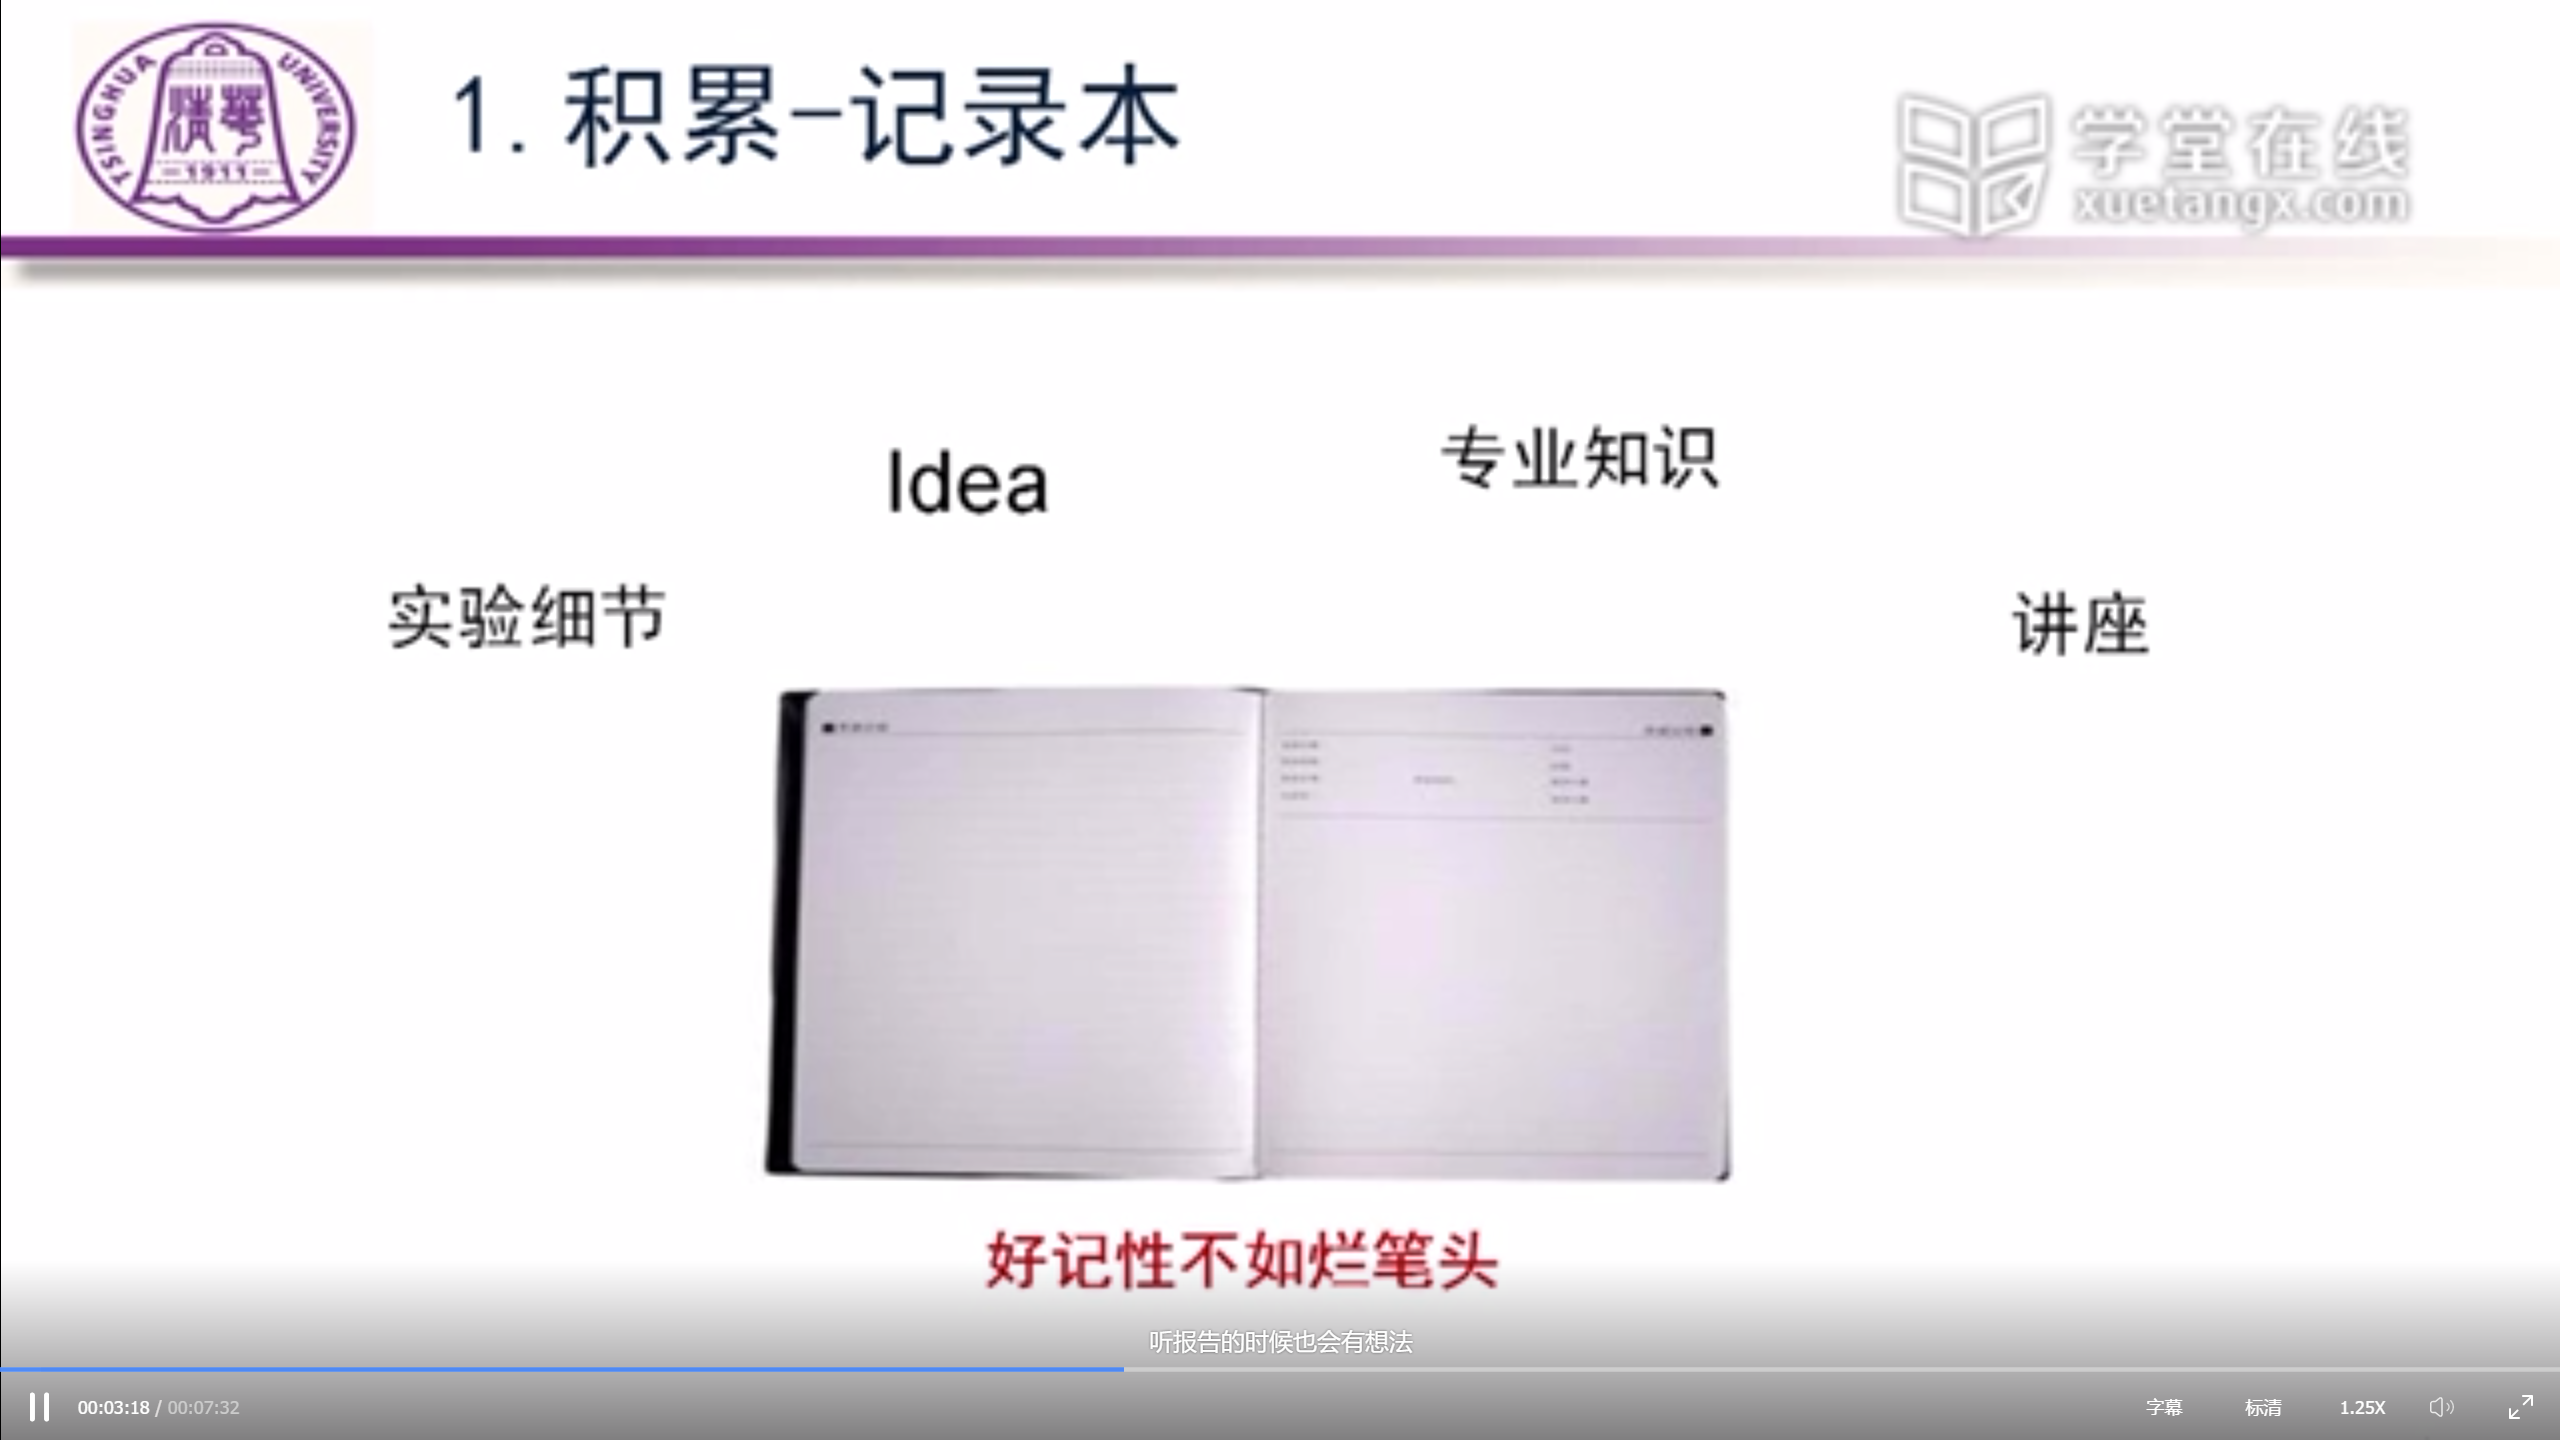 TSINGHUA UNIVERSITY
清華
-1911-
1.积累-记录本
学堂在线
xuetangx.com
Idea
专业知识
实验细节
讲座
好记性不如烂笔头
听报告的时候也会有想法
00:03:18 / 00:07:32
字幕
标清
1.25X